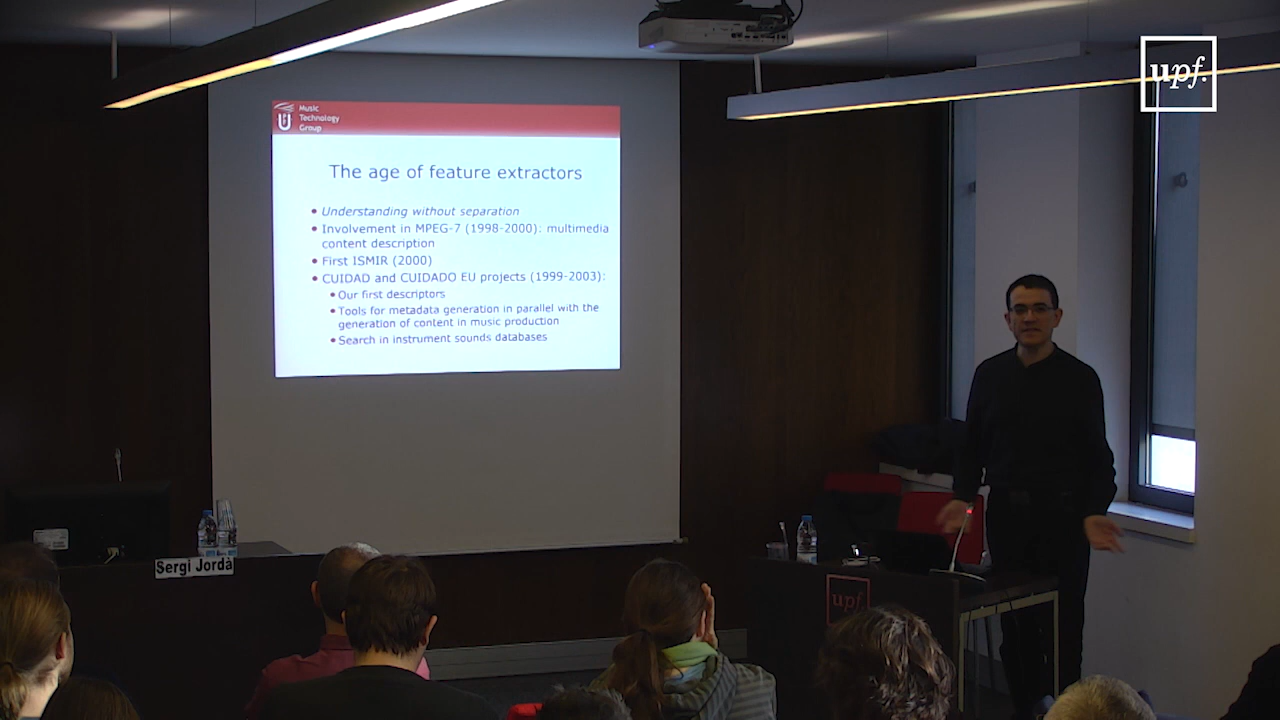 Music
Technology
Group
upf.
The age of feature extractors
• Understanding without separation
• Involvement in MPEG-7 (1998-2000): multimedia
content description
• First ISMIR (2000)
• CUIDAD and CUIDADO EU projects (1999-2003):
• Our first descriptors
• Tools for metadata generation in parallel with the
generation of content in music production
• Search in instrument sounds databases
Sergi Jordà
upf.